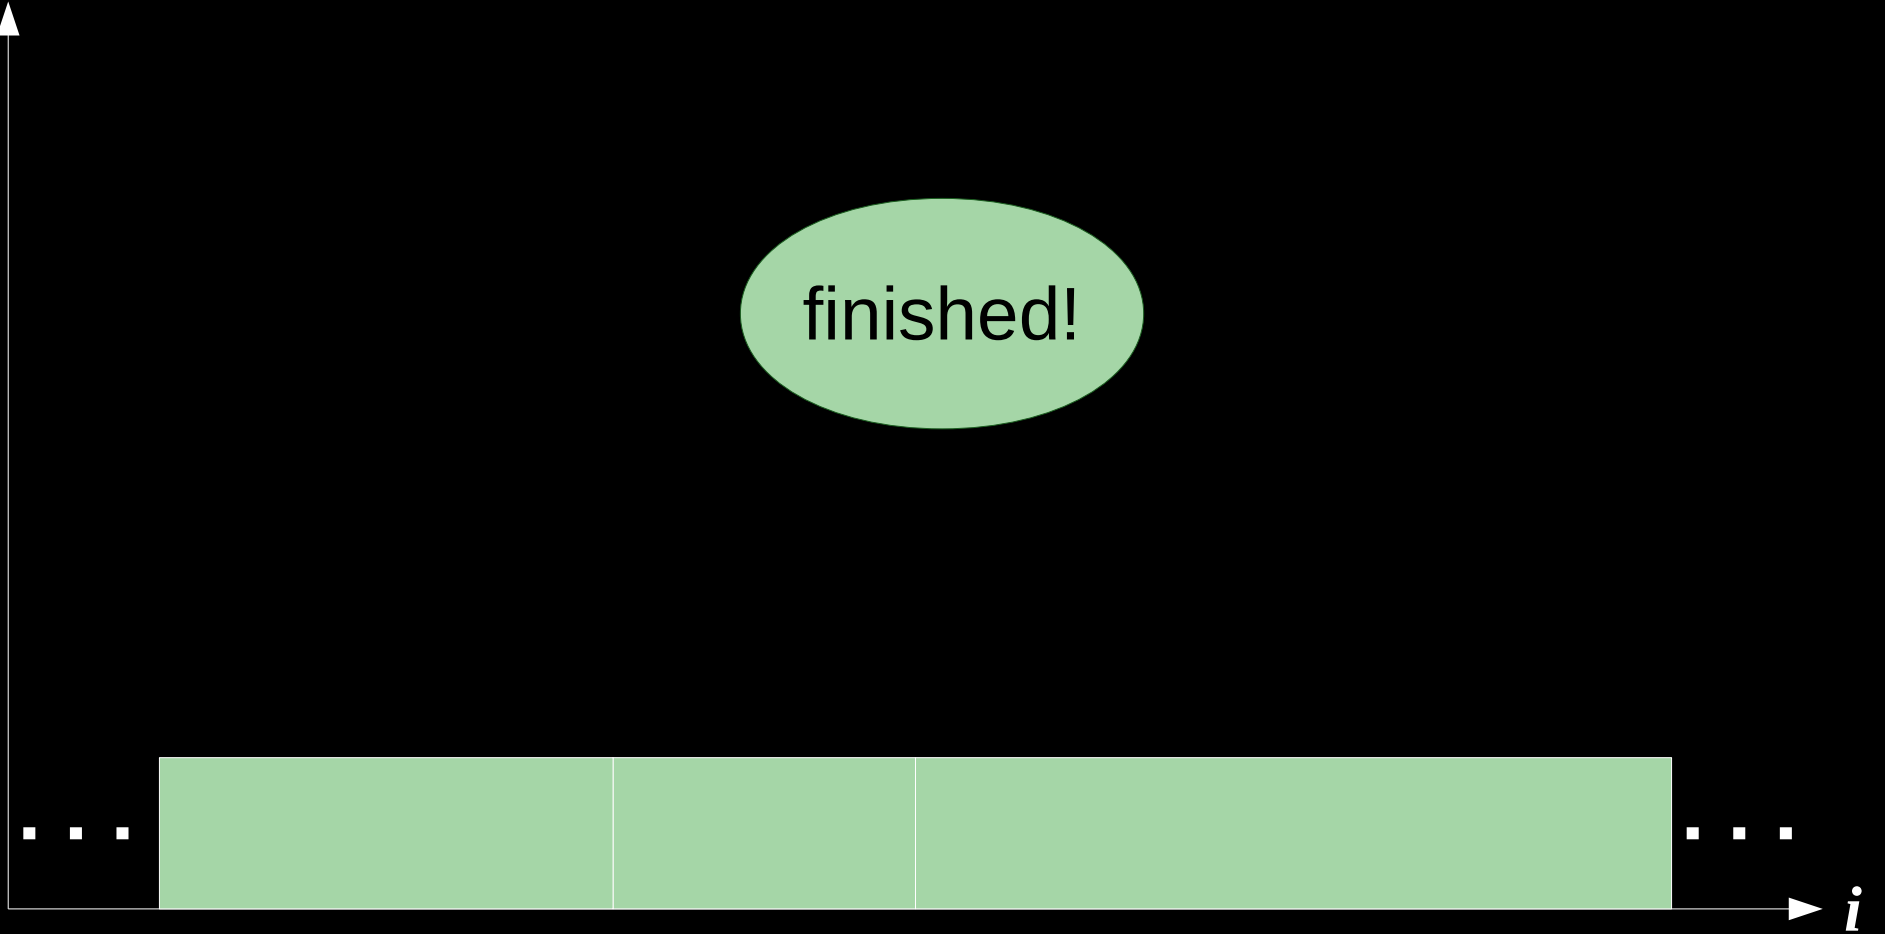 finished!
. . .
. . .
i